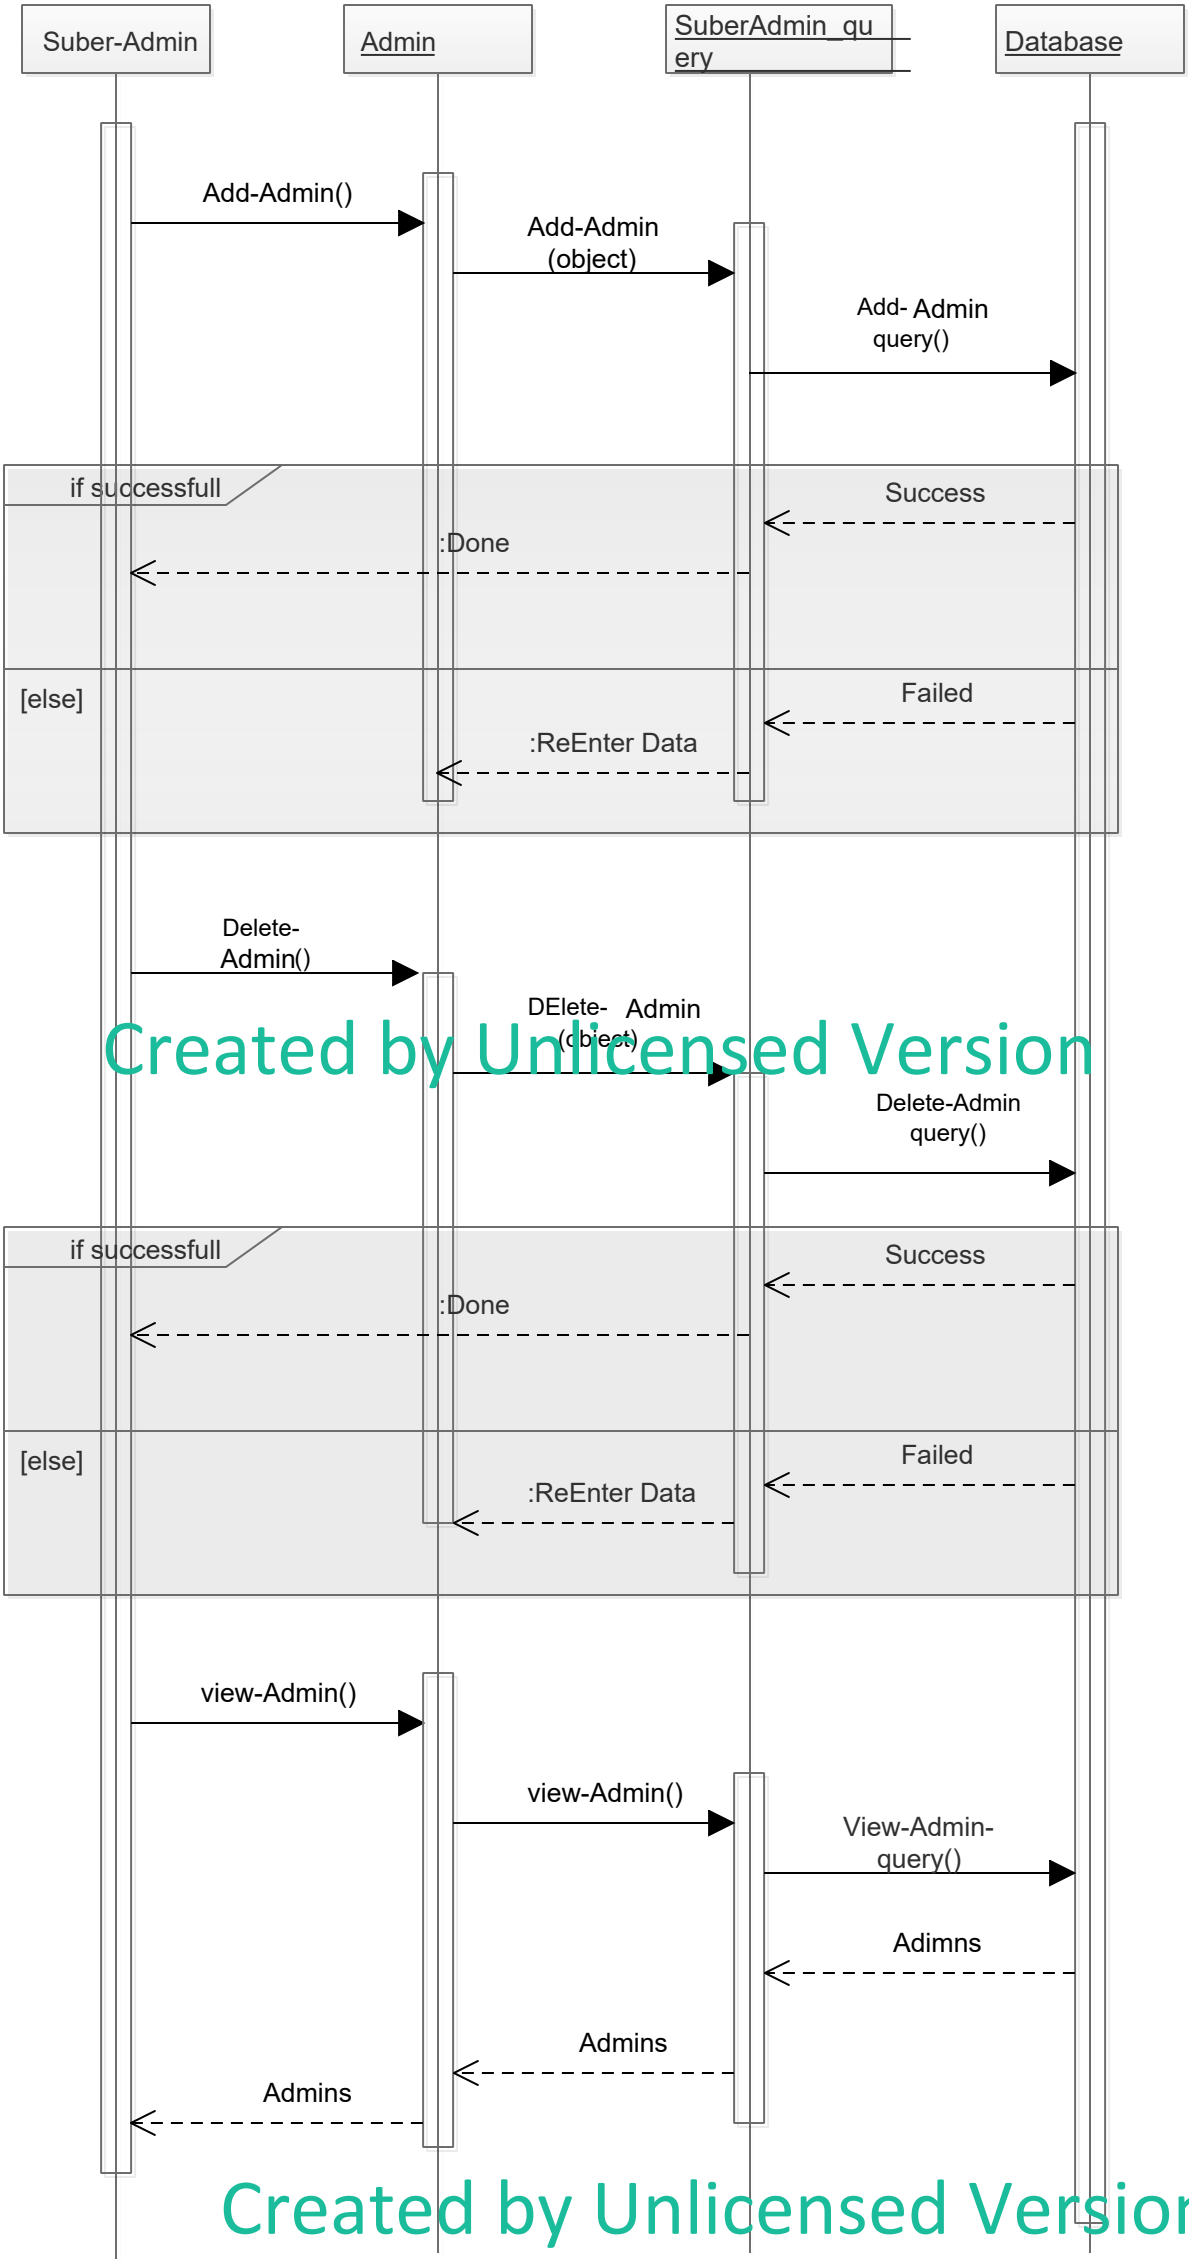 Suber-Admin
Admin
SuberAdmin_qu
ery
Database
Add-Admin()
Add-Admin
(object)
Add- Admin
query()
if successfull
Success
:Done
[else]
Failed
:ReEnter Data
Delete-
Admin()
DElete- Admin
(object)
Created by Unlicensed Version
Delete-Admin
query()
if successfull
Success
:Done
[else]
Failed
:ReEnter Data
view-Admin()
view-Admin()
View-Admin-
query()
Adimns
Admins
Admins
Created by Unlicensed Version